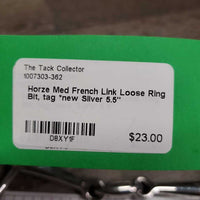 The Tack Collector
1007303-362
Horze Med French Link Loose Ring
Bit, tag "new Silver 5.5"
D8XY1F
$23.00